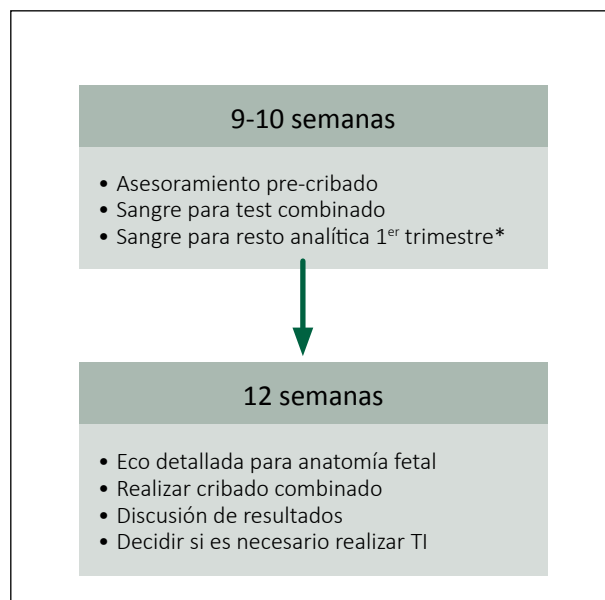 9-10 semanas
• Asesoramiento pre-cribado
• Sangre para test combinado
• Sangre para resto analítica 1er trimestre*
12 semanas
• Eco detallada para anatomía fetal
• Realizar cribado combinado
• Discusión de resultados
• Decidir si es necesario realizar TI